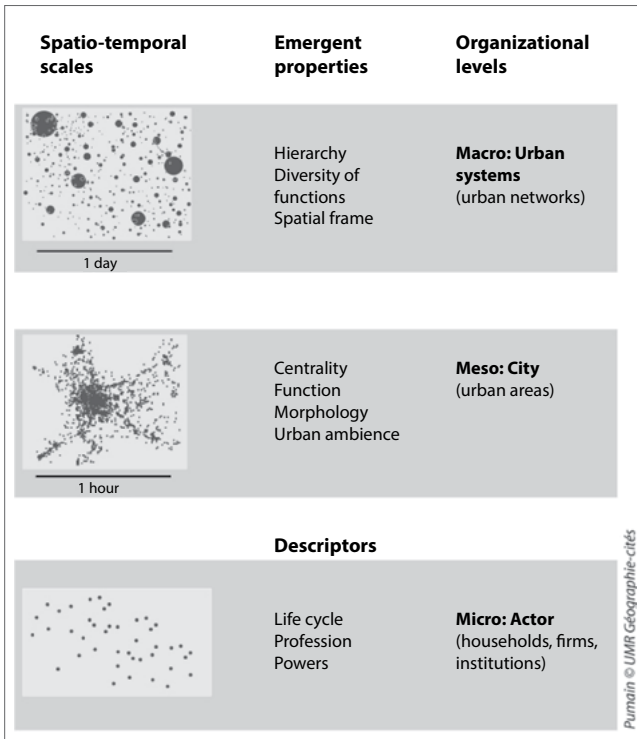 Spatio-temporal
scales
Emergent
properties
Organizational
levels
1 day
Hierarchy
Diversity of
functions
Spatial frame
Macro: Urban
systems
(urban networks)
1 hour
Centrality
Function
Morphology
Urban ambience
Meso: City
(urban areas)
Descriptors
Life cycle
Profession
Powers
Micro: Actor
(households, firms,
institutions)
Pumain © UMR Géographie-cités